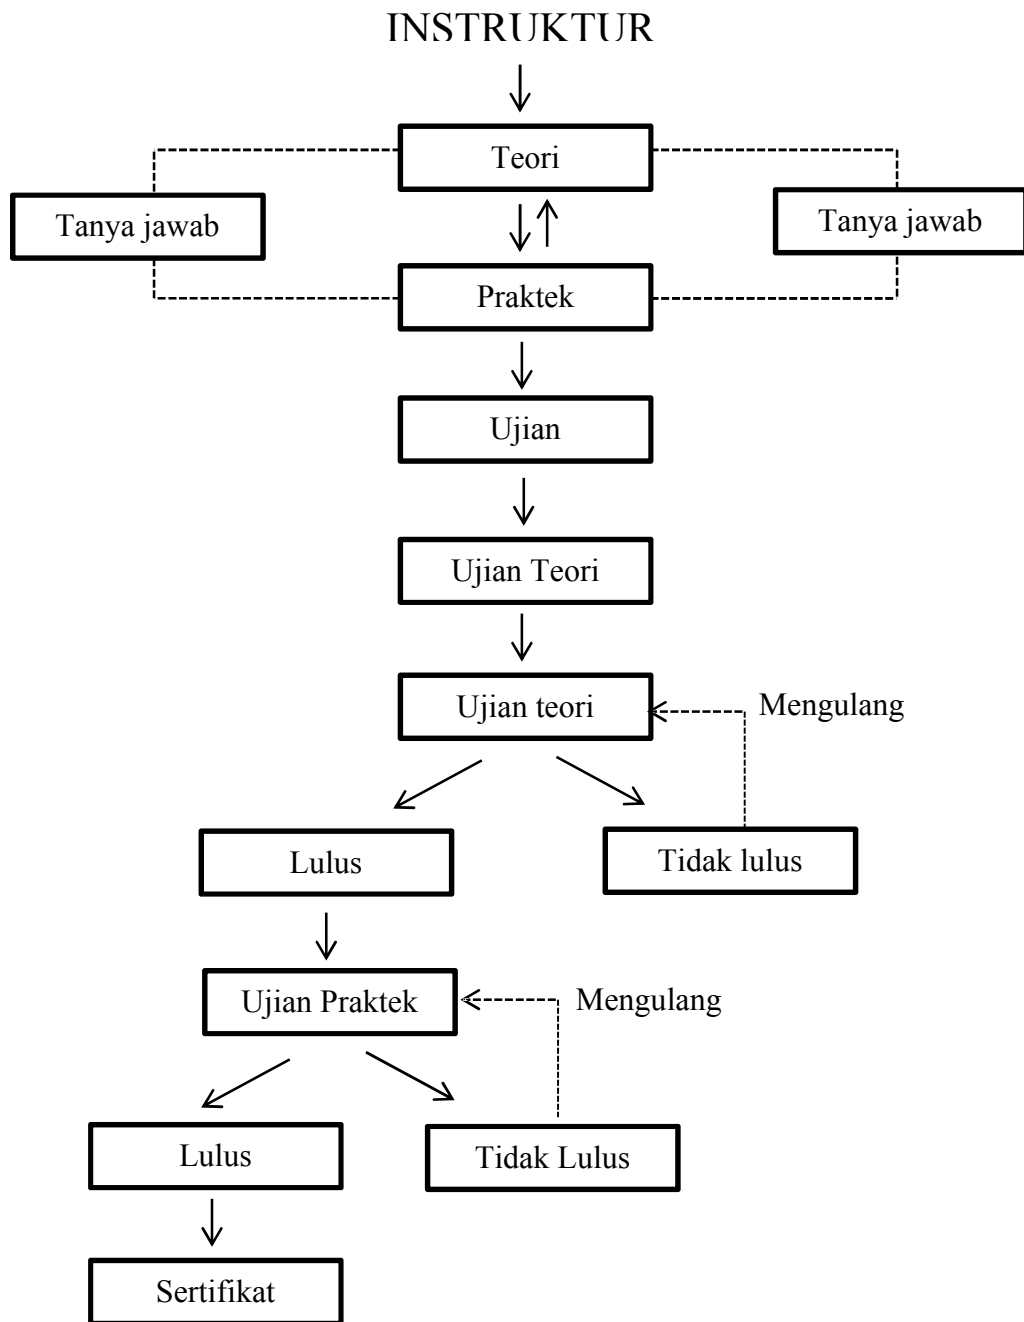 INSTRUKTUR
Teori
Tanya jawab
Tanya jawab
Praktek
Ujian
Ujian Teori
Ujian teori
Mengulang
Lulus
Tidak lulus
Ujian Praktek
Mengulang
Lulus
Tidak Lulus
Sertifikat